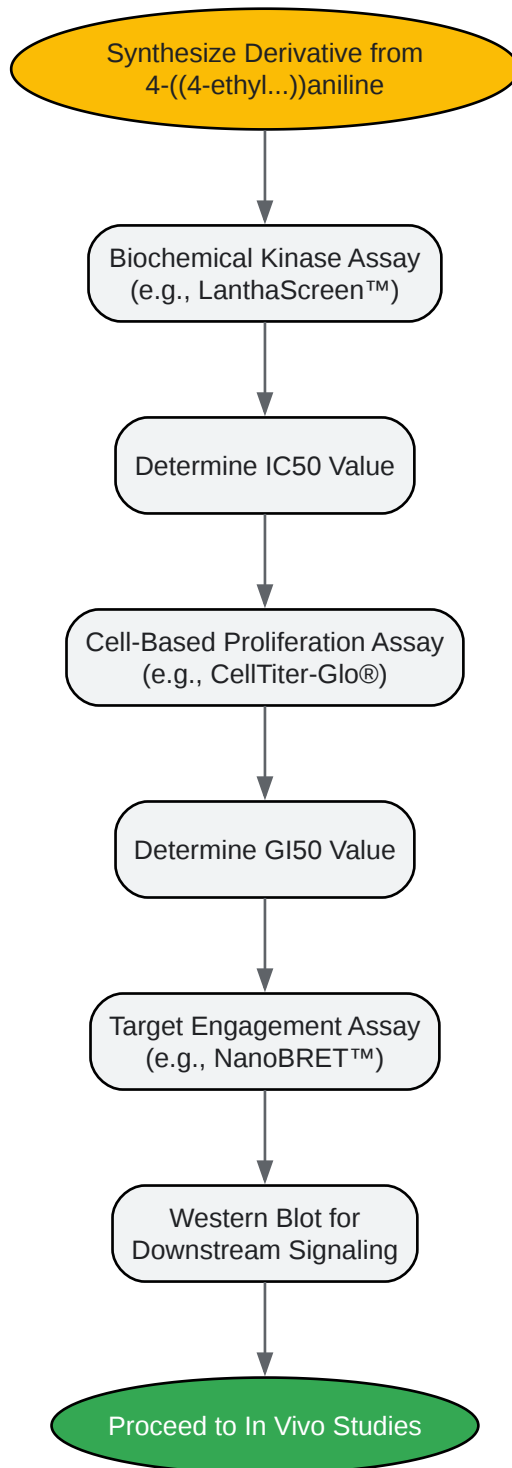 Synthesize Derivative from
4-((4-ethyl...))aniline
Biochemical Kinase Assay
(e.g., LanthaScreen™)
Determine IC50 Value
Cell-Based Proliferation Assay
(e.g., CellTiter-Glo®)
Determine GI50 Value
Target Engagement Assay
(e.g., NanoBRET™)
Western Blot for
Downstream Signaling
Proceed to In Vivo Studies